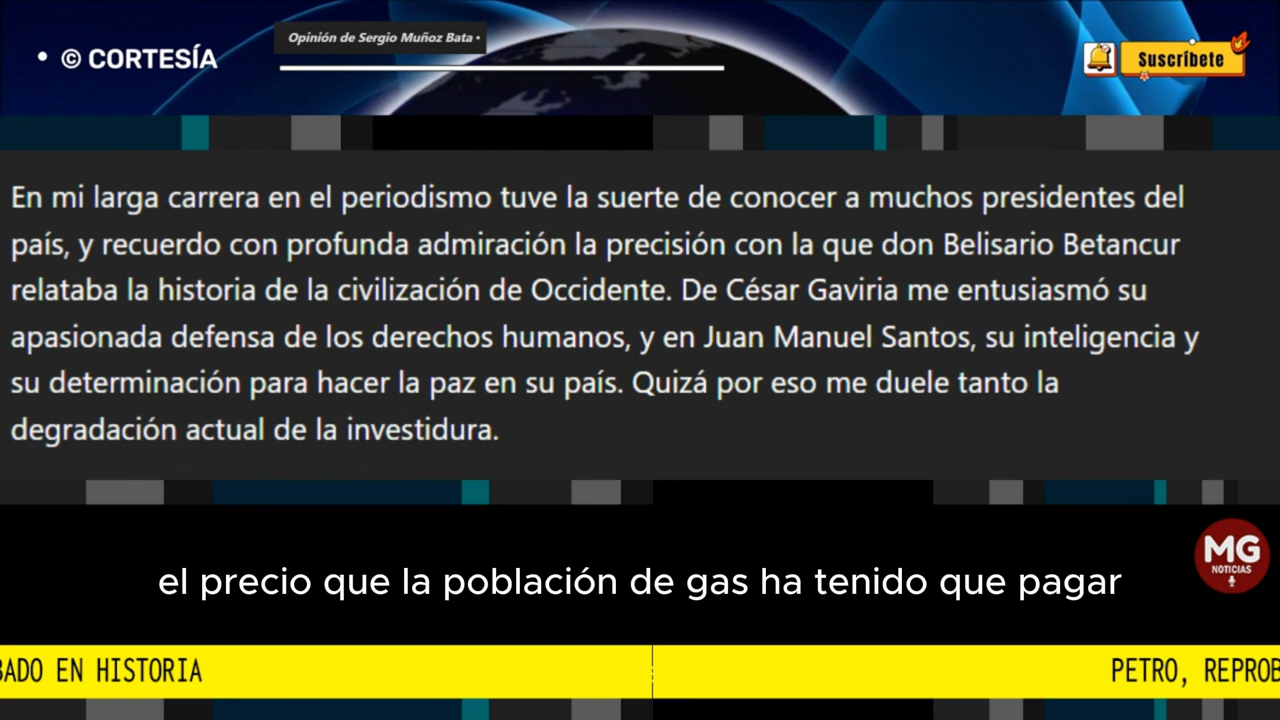 • © CORTESÍA
Opinión de Sergio Muñoz Bata •
Suscríbete
En mi larga carrera en el periodismo tuve la suerte de conocer a muchos presidentes del
país, y recuerdo con profunda admiración la precisión con la que don Belisario Betancur
relataba la historia de la civilización de Occidente. De César Gaviria me entusiasmó su
apasionada defensa de los derechos humanos, y en Juan Manuel Santos, su inteligencia y
su determinación para hacer la paz en su país. Quizá por eso me duele tanto la
degradación actual de la investidura.
MG
NOTICIAS
el precio que la población de gas ha tenido que pagar
BADO EN HISTORIA
PETRO, REPROB